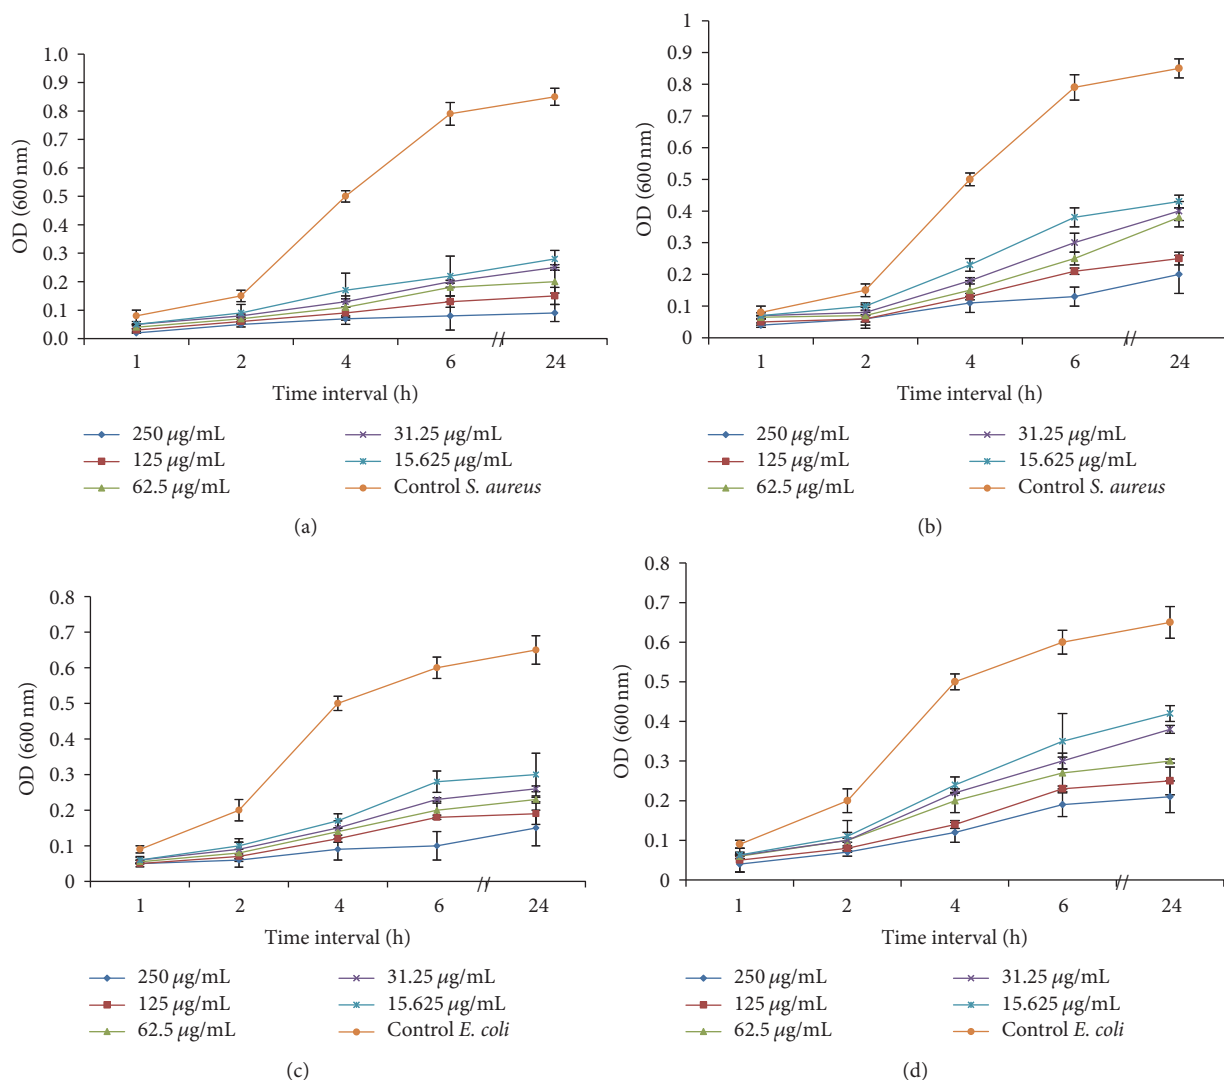 1.0
0.9
0.8
0.7
0.6
0.5
0.4
0.3
0.2
0.1
0.0
OD (600 nm)
1 2 4 6 // 24
Time interval (h)
250 µg/mL 31.25 µg/mL
125 µg/mL 15.625 µg/mL
62.5 µg/mL Control S. aureus
(a)
1
0.9
0.8
0.7
0.6
0.5
0.4
0.3
0.2
0.1
0
OD (600 nm)
1 2 4 6 // 24
Time interval (h)
250 µg/mL 31.25 µg/mL
125 µg/mL 15.625 µg/mL
62.5 µg/mL Control S. aureus
(b)
0.8
0.7
0.6
0.5
0.4
0.3
0.2
0.1
0
OD (600 nm)
1 2 4 6 // 24
Time interval (h)
250 µg/mL 31.25 µg/mL
125 µg/mL 15.625 µg/mL
62.5 µg/mL Control E. coli
(c)
0.8
0.7
0.6
0.5
0.4
0.3
0.2
0.1
0
OD (600 nm)
1 2 4 6 // 24
Time interval (h)
250 µg/mL 31.25 µg/mL
125 µg/mL 15.625 µg/mL
62.5 µg/mL Control E. coli
(d)